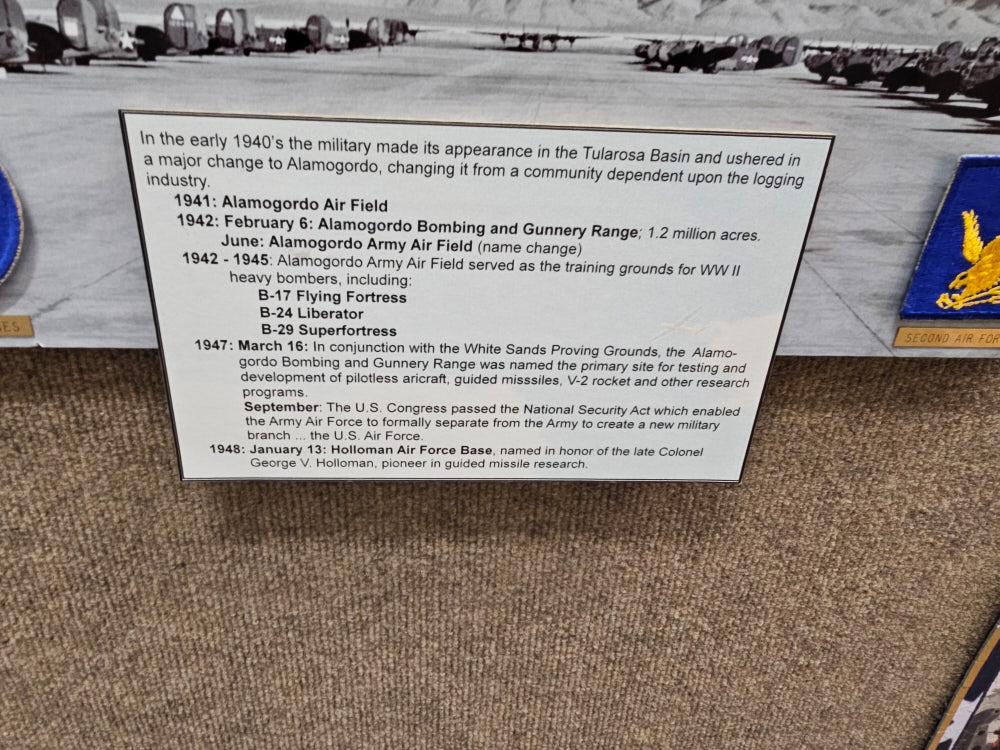 In the early 1940's the military made its appearance in the Tularosa Basin and ushered in
a major change to Alamogordo, changing it from a community dependent upon the logging
industry.
1941: Alamogordo Air Field
1942: February 6: Alamogordo Bombing and Gunnery Range; 1.2 million acres.
June: Alamogordo Army Air Field (name change)
1942 - 1945: Alamogordo Army Air Field served as the training grounds for WW II
heavy bombers, including:
B-17 Flying Fortress
B-24 Liberator
B-29 Superfortress
1947: March 16: In conjunction with the White Sands Proving Grounds, the Alamo-
gordo Bombing and Gunnery Range was named the primary site for testing and
development of pilotless aricraft, guided misssiles, V-2 rocket and other research
programs.
September: The U.S. Congress passed the National Security Act which enabled
the Army Air Force to formally separate from the Army to create a new military
branch ... the U.S. Air Force.
1948: January 13: Holloman Air Force Base, named in honor of the late Colonel
George V. Holloman, pioneer in guided missile research.
ES
SECOND AIR FOR